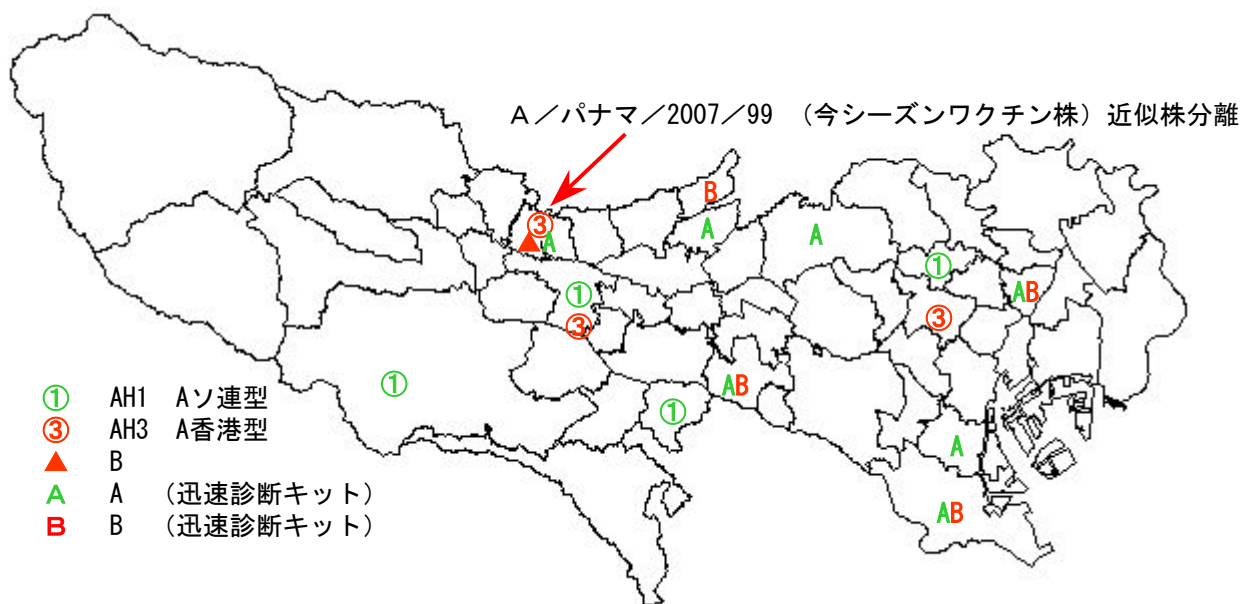 A/パナマ/2007/99 (今シーズンワクチン株)近似株分離
B
③
A
A
A
①
①
AB
③
③
①
AB
①
A
AB
① AH1 Aソ連型
③ AH3 A香港型
▲ B
A A (迅速診断キット)
B B (迅速診断キット)